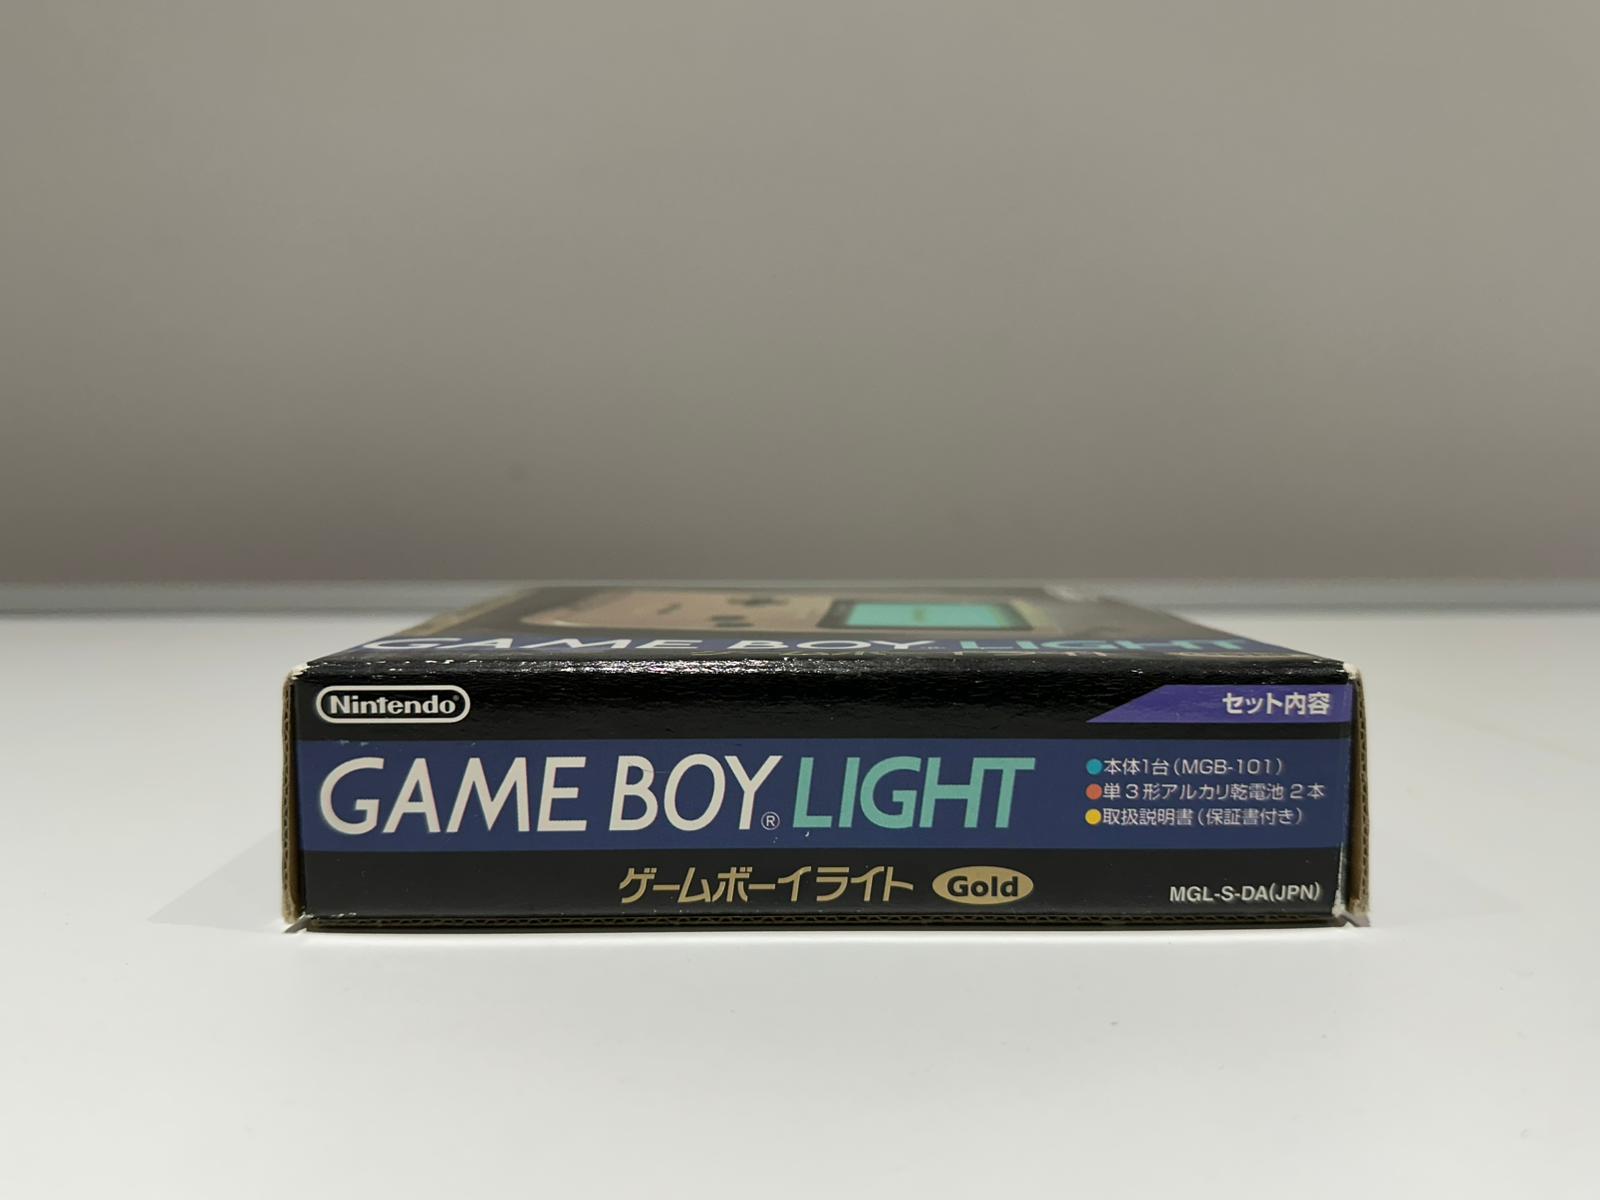 GAME BOY LIGHT
Nintendo®
セット内容
GAME BOY® LIGHT
●本体1台(MGB-101)
●単3形アルカリ乾電池 2本
●取扱説明書(保証書付き)
ゲームボーイライト Gold
MGL-S-DA(JPN)